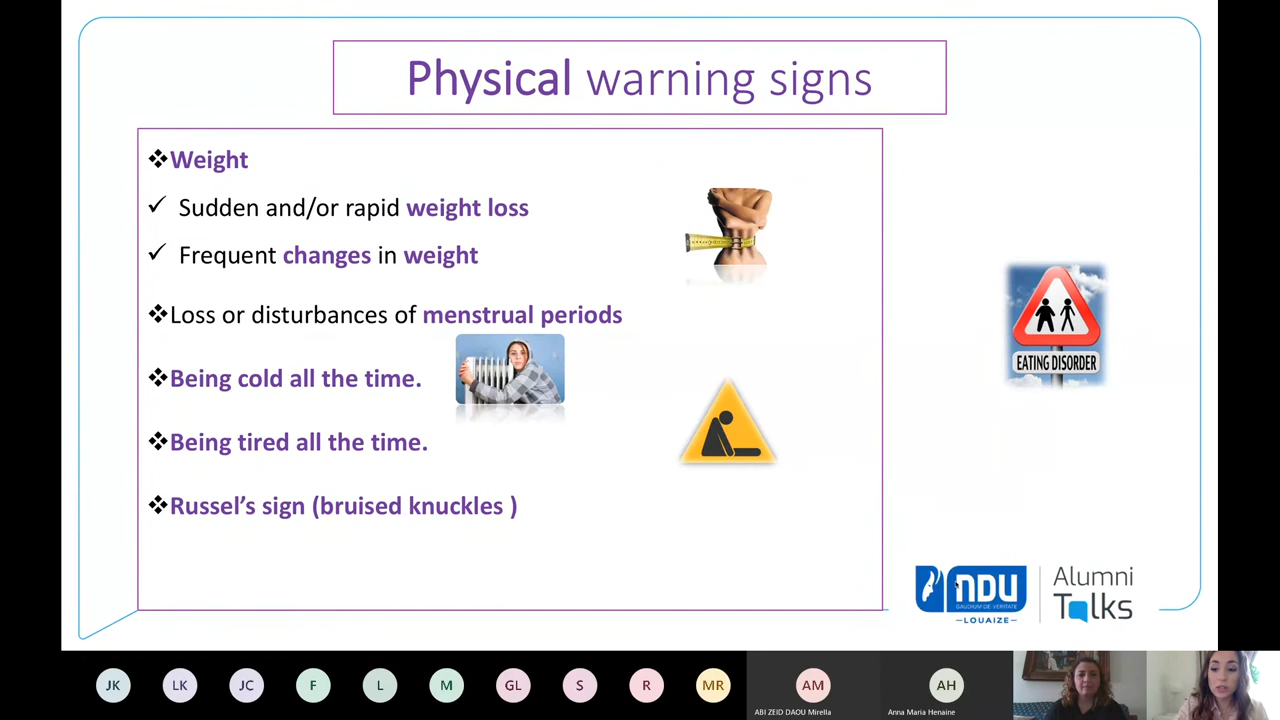 Physical warning signs
❖Weight
✓ Sudden and/or rapid weight loss
✓ Frequent changes in weight
❖Loss or disturbances of menstrual periods
❖Being cold all the time.
❖Being tired all the time.
❖Russel’s sign (bruised knuckles )
EATING DISORDER
NDU
GAUDIUM DE VERITATE
–LOUAIZE–
Alumni
Talks
JK
LK
JC
F
L
M
GL
S
R
MR
AM
AH
ABI ZEID DAOU Mirella
Anna Maria Henaine